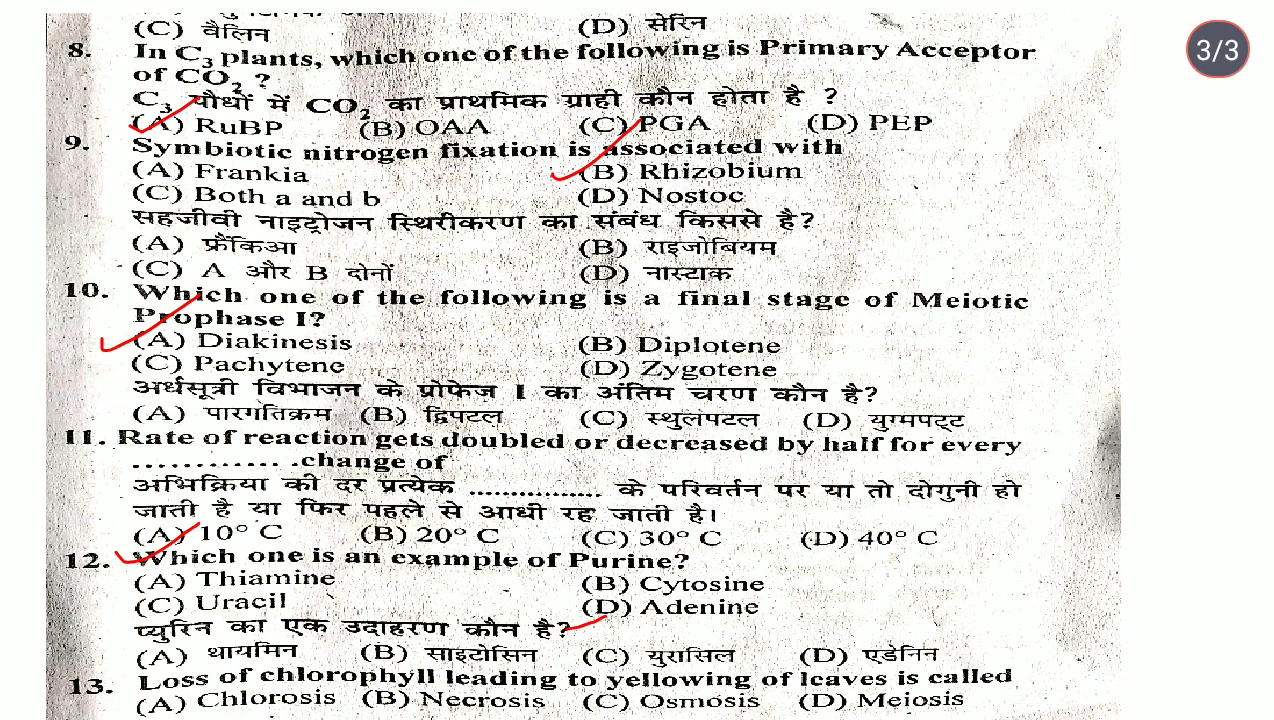 (C) वैलिन (D) सेरिन
3/3
8. In C₃ plants, which one of the following is Primary Acceptor
of CO₂ ?
C₃ पौधों में CO₂ का प्राथमिक ग्राही कौन होता है ?
(A) RuBP (B) OAA (C) PGA (D) PEP
9. Symbiotic nitrogen fixation is associated with
(A) Frankia (B) Rhizobium
(C) Both a and b (D) Nostoc
सहजीवी नाइट्रोजन स्थिरीकरण का संबंध किससे है?
(A) फ्रैंकिआ (B) राइजोबियम
(C) A और B दोनों (D) नास्टाक
10. Which one of the following is a final stage of Meiotic
Prophase I?
(A) Diakinesis (B) Diplotene
(C) Pachytene (D) Zygotene
अर्धसूत्री विभाजन के प्रोफेज I का अंतिम चरण कौन है?
(A) पारगतिक्रम (B) द्विपटल (C) स्थुलपटल (D) युग्मपट्ट
11. Rate of reaction gets doubled or decreased by half for every
............ .change of
अभिक्रिया की दर प्रत्येक ................ के परिवर्तन पर या तो दोगुनी हो
जाती है या फिर पहले से आधी रह जाती है।
(A) 10° C (B) 20° C (C) 30° C (D) 40° C
12. Which one is an example of Purine?
(A) Thiamine (B) Cytosine
(C) Uracil (D) Adenine
प्युरिन का एक उदाहरण कौन है?
(A) थायमिन (B) साइटोसिन (C) युरासिल (D) एडेनिन
13. Loss of chlorophyll leading to yellowing of leaves is called
(A) Chlorosis (B) Necrosis (C) Osmosis (D) Meiosis